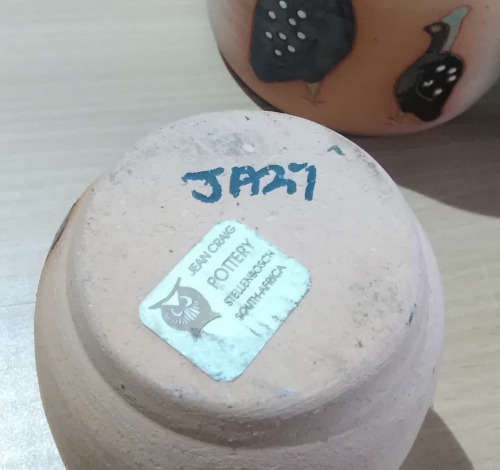 JA27
JEAN CRAIG
POTTERY
STELLENBOSCH
SOUTH AFRICA